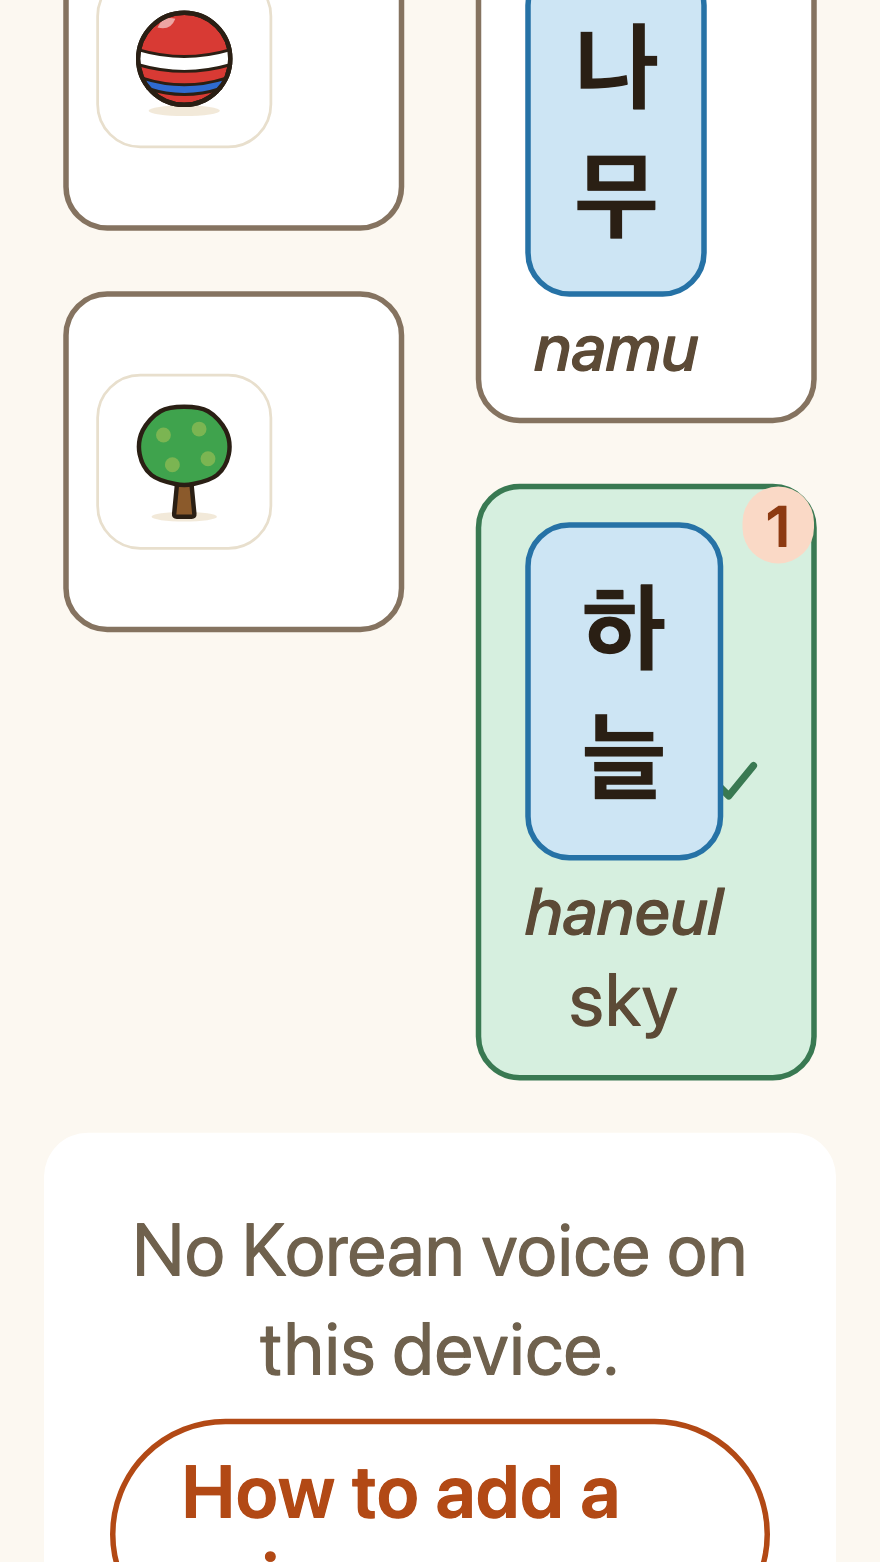 나
무
namu
1
하
늘
haneul
sky
No Korean voice on
this device.
How to add a